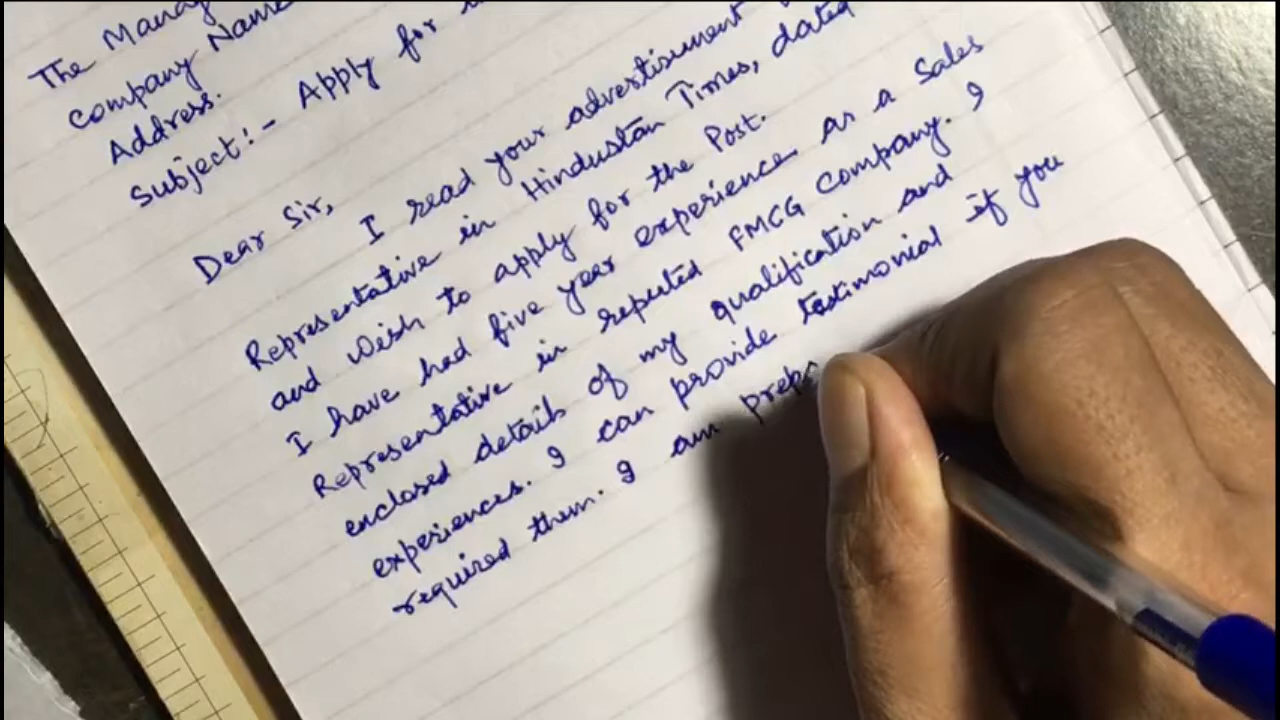 The
Company Name
Address.
Subject:- Apply for
Dear Sir,
I read your advertisement
Representative in Hindustan Times, dated
and wish to apply for the Post.
I have had five year experience as a Sales
Representative in reputed FMCG Company. I
enclosed details of my qualification and
experiences. I can provide testimonial if you
required them. I am